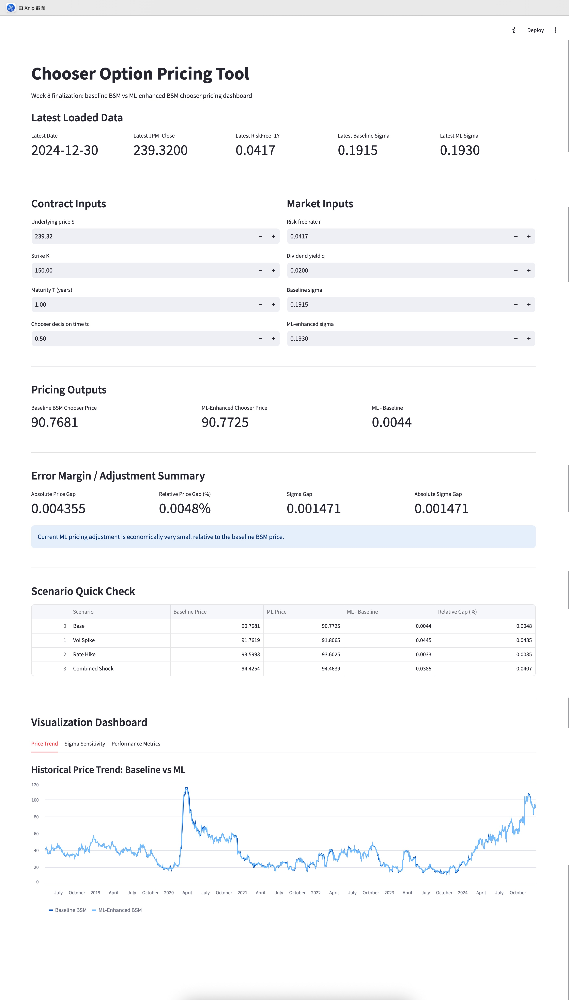 由 Xnip 截图
Deploy
Chooser Option Pricing Tool
Week 8 finalization: baseline BSM vs ML-enhanced BSM chooser pricing dashboard
Latest Loaded Data
Latest Date Latest JPM_Close Latest RiskFree_1Y Latest Baseline Sigma Latest ML Sigma
2024-12-30 239.3200 0.0417 0.1915 0.1930
Contract Inputs Market Inputs
Underlying price S Risk-free rate r
239.32 − + 0.0417 − +
Strike K Dividend yield q
150.00 − + 0.0200 − +
Maturity T (years) Baseline sigma
1.00 − + 0.1915 − +
Chooser decision time tc ML-enhanced sigma
0.50 − + 0.1930 − +
Pricing Outputs
Baseline BSM Chooser Price ML-Enhanced Chooser Price ML - Baseline
90.7681 90.7725 0.0044
Error Margin / Adjustment Summary
Absolute Price Gap Relative Price Gap (%) Sigma Gap Absolute Sigma Gap
0.004355 0.0048% 0.001471 0.001471
Current ML pricing adjustment is economically very small relative to the baseline BSM price.
Scenario Quick Check
Scenario Baseline Price ML Price ML - Baseline Relative Gap (%)
0 Base 90.7681 90.7725 0.0044 0.0048
1 Vol Spike 91.7619 91.8065 0.0445 0.0485
2 Rate Hike 93.5993 93.6025 0.0033 0.0035
3 Combined Shock 94.4254 94.4639 0.0385 0.0407
Visualization Dashboard
Price Trend Sigma Sensitivity Performance Metrics
Historical Price Trend: Baseline vs ML
120
100
80
60
40
20
0
July October 2019 April July October 2020 April July October 2021 April July October 2022 April July October 2023 April July October 2024 April July October
Baseline BSM ML-Enhanced BSM